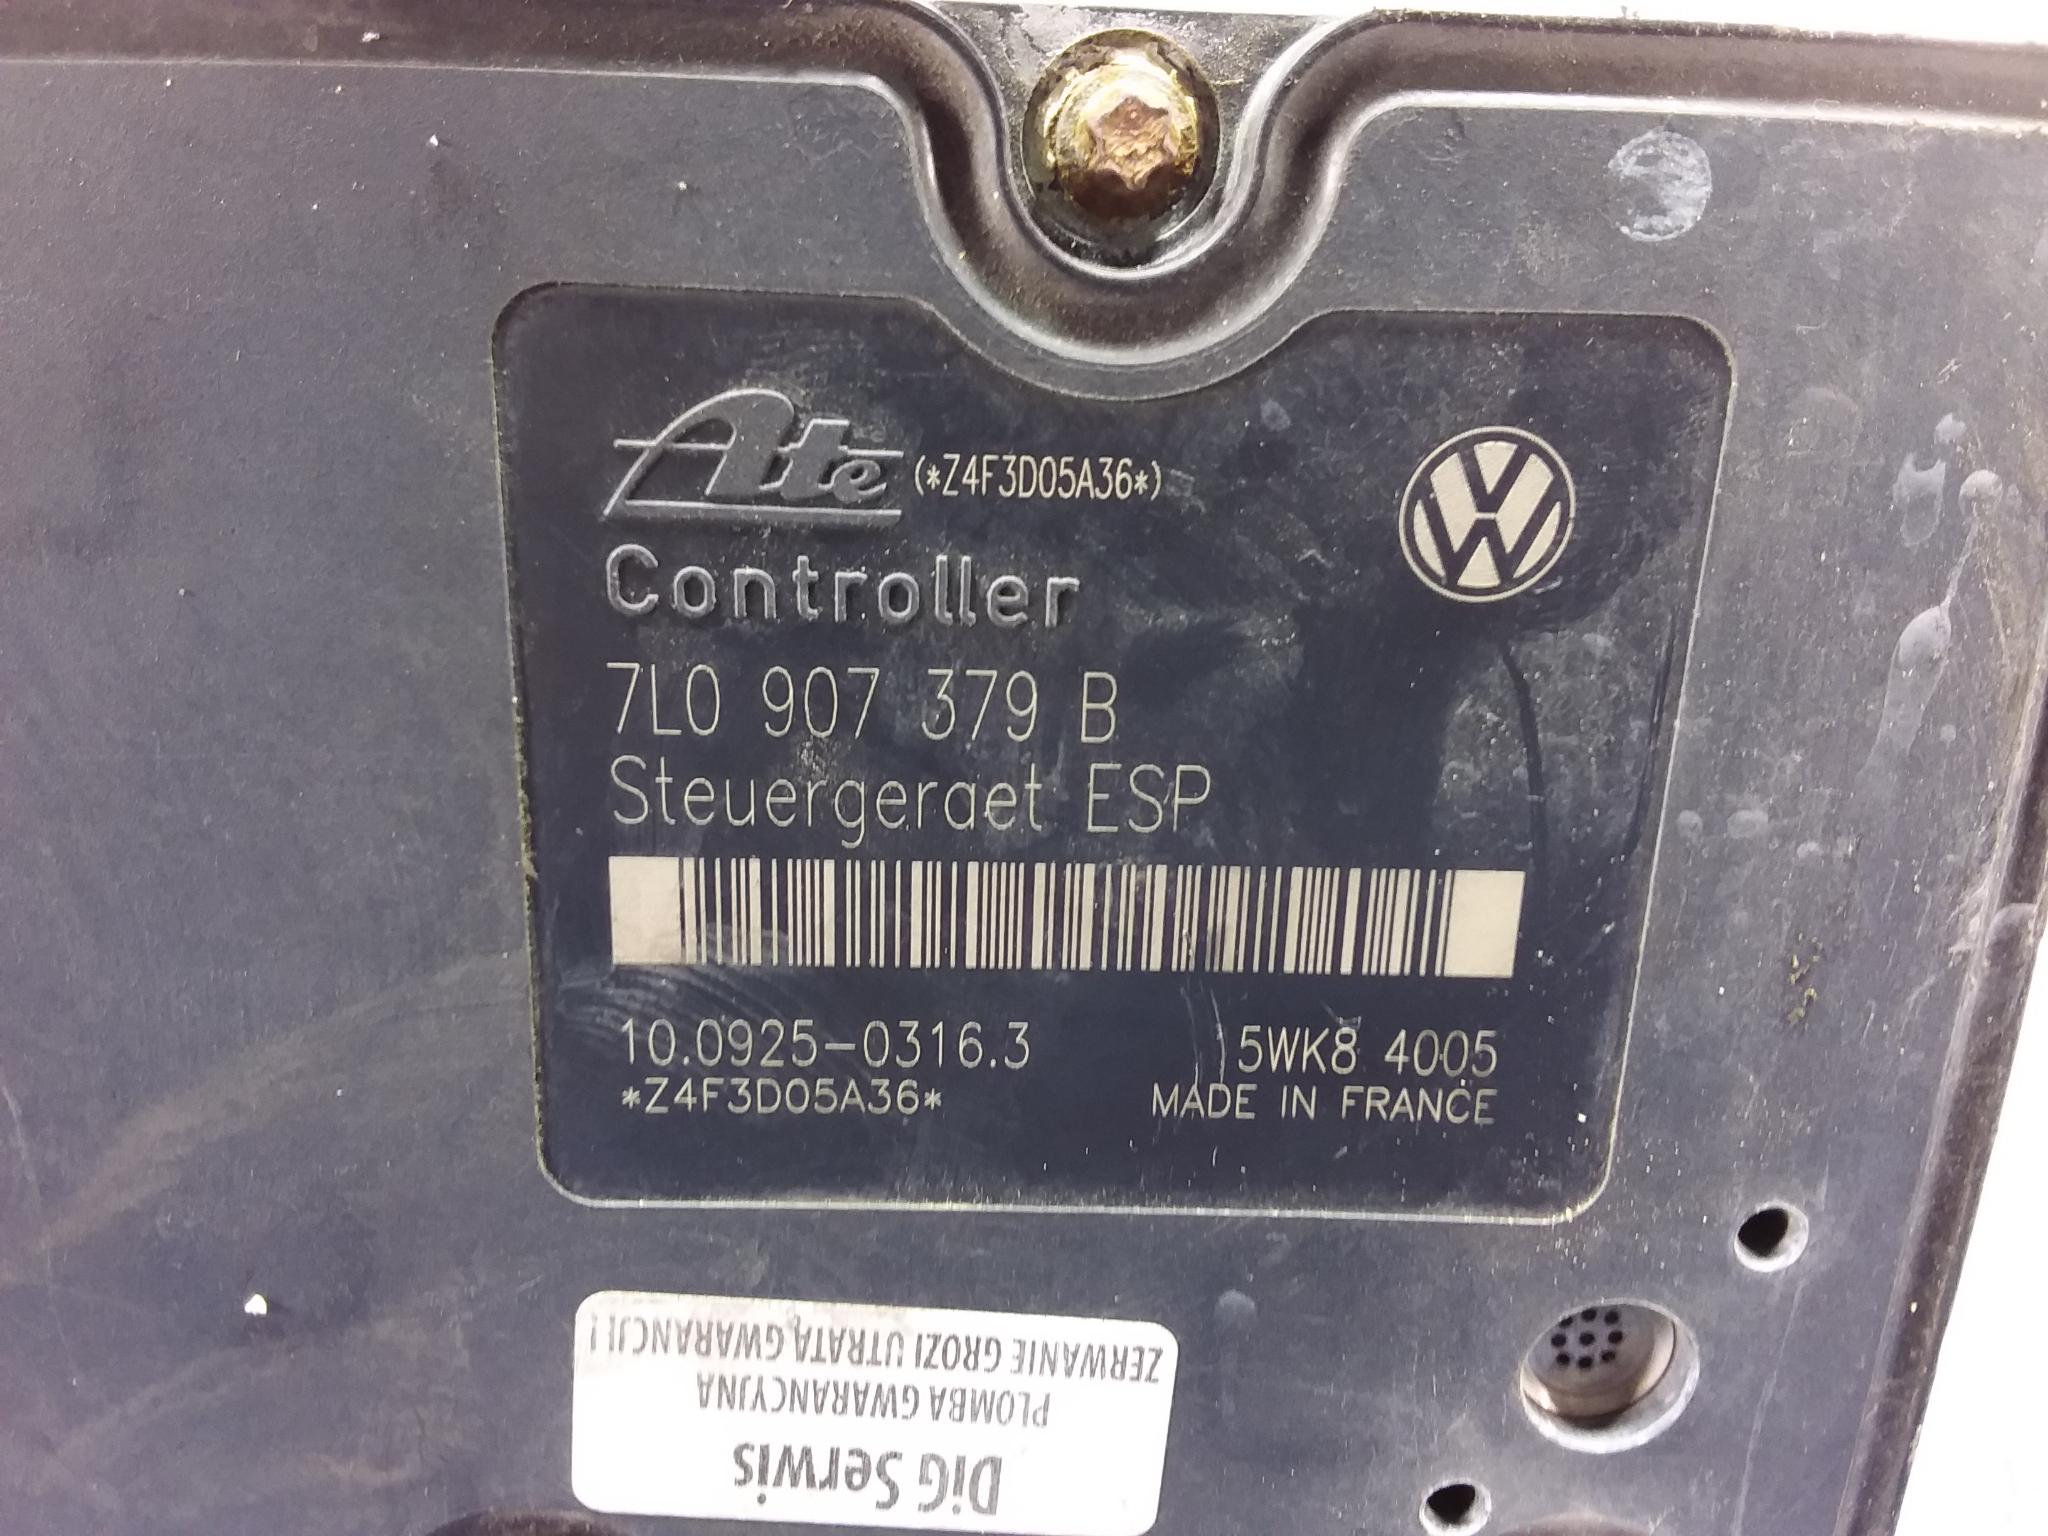 Ate (*Z4F3D05A36*)
Controller
7L0 907 379 B
Steuergeraet ESP
10.0925-0316.3 5WK8 4005
*Z4F3D05A36* MADE IN FRANCE
DiG Serwis
PLOMBA GWARANCYJNA
ZERWANIE GROZI UTRATĄ GWARANCJI!